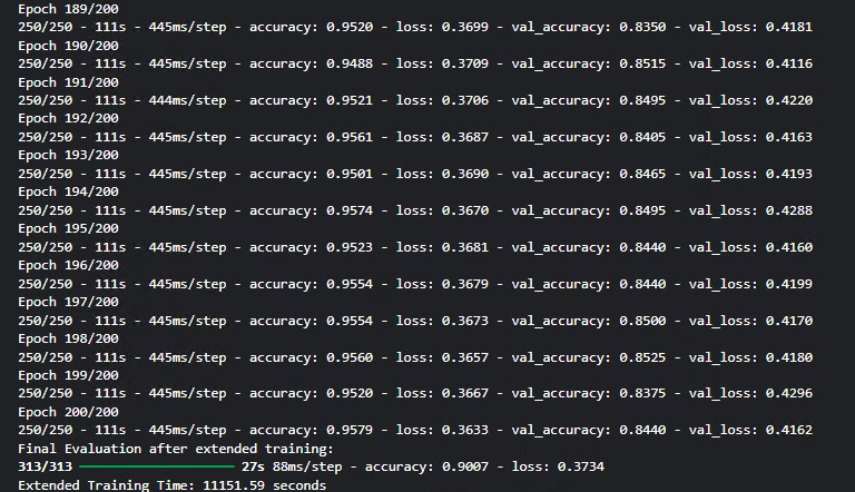 Epoch 189/200
250/250 - 111s - 445ms/step - accuracy: 0.9520 - loss: 0.3699 - val_accuracy: 0.8350 - val_loss: 0.4181
Epoch 190/200
250/250 - 111s - 445ms/step - accuracy: 0.9488 - loss: 0.3709 - val_accuracy: 0.8515 - val_loss: 0.4116
Epoch 191/200
250/250 - 111s - 444ms/step - accuracy: 0.9521 - loss: 0.3706 - val_accuracy: 0.8495 - val_loss: 0.4220
Epoch 192/200
250/250 - 111s - 445ms/step - accuracy: 0.9561 - loss: 0.3687 - val_accuracy: 0.8405 - val_loss: 0.4163
Epoch 193/200
250/250 - 111s - 445ms/step - accuracy: 0.9501 - loss: 0.3690 - val_accuracy: 0.8465 - val_loss: 0.4193
Epoch 194/200
250/250 - 111s - 445ms/step - accuracy: 0.9574 - loss: 0.3670 - val_accuracy: 0.8495 - val_loss: 0.4288
Epoch 195/200
250/250 - 111s - 445ms/step - accuracy: 0.9523 - loss: 0.3681 - val_accuracy: 0.8440 - val_loss: 0.4160
Epoch 196/200
250/250 - 111s - 445ms/step - accuracy: 0.9554 - loss: 0.3679 - val_accuracy: 0.8440 - val_loss: 0.4199
Epoch 197/200
250/250 - 111s - 445ms/step - accuracy: 0.9554 - loss: 0.3673 - val_accuracy: 0.8500 - val_loss: 0.4170
Epoch 198/200
250/250 - 111s - 445ms/step - accuracy: 0.9560 - loss: 0.3657 - val_accuracy: 0.8525 - val_loss: 0.4180
Epoch 199/200
250/250 - 111s - 445ms/step - accuracy: 0.9520 - loss: 0.3667 - val_accuracy: 0.8375 - val_loss: 0.4296
Epoch 200/200
250/250 - 111s - 445ms/step - accuracy: 0.9579 - loss: 0.3633 - val_accuracy: 0.8440 - val_loss: 0.4162
Final Evaluation after extended training:
313/313 ━━━━━━━━━━━━━━━━━━━━ 27s 88ms/step - accuracy: 0.9007 - loss: 0.3734
Extended Training Time: 11151.59 seconds